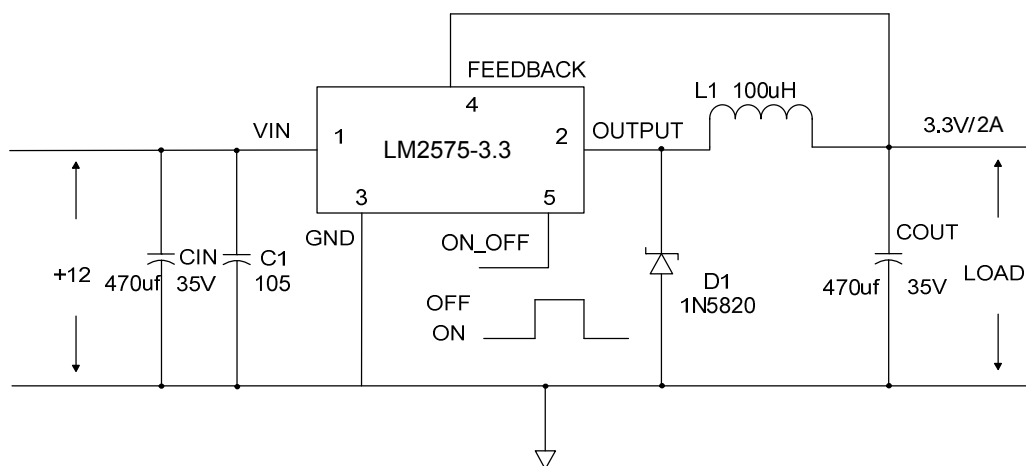 FEEDBACK
L1 100uH
4
VIN
1
LM2575-3.3
2
OUTPUT
3.3V/2A
3
5
GND
ON_OFF
+12
470uf
CIN
35V
C1
105
OFF
ON
D1
1N5820
COUT
470uf
35V
LOAD